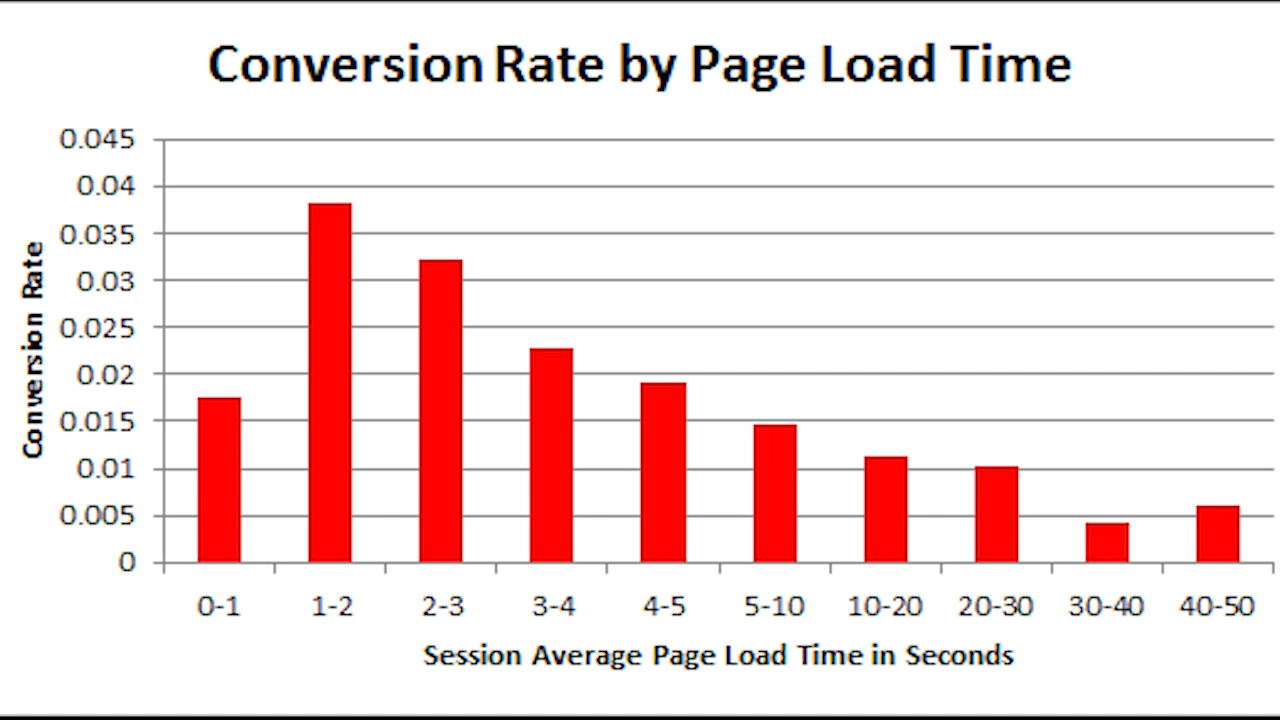 Conversion Rate by Page Load Time
0.045
0.04
0.035
0.03
0.025
0.02
0.015
0.01
0.005
0
Conversion Rate
0-1 1-2 2-3 3-4 4-5 5-10 10-20 20-30 30-40 40-50
Session Average Page Load Time in Seconds